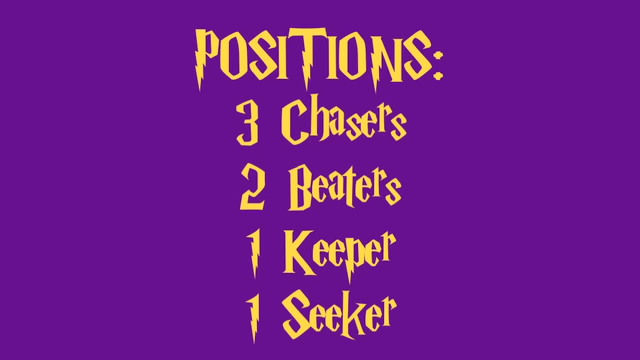 POSITIONS:
3 Chasers
2 Beaters
1 Keeper
1 Seeker